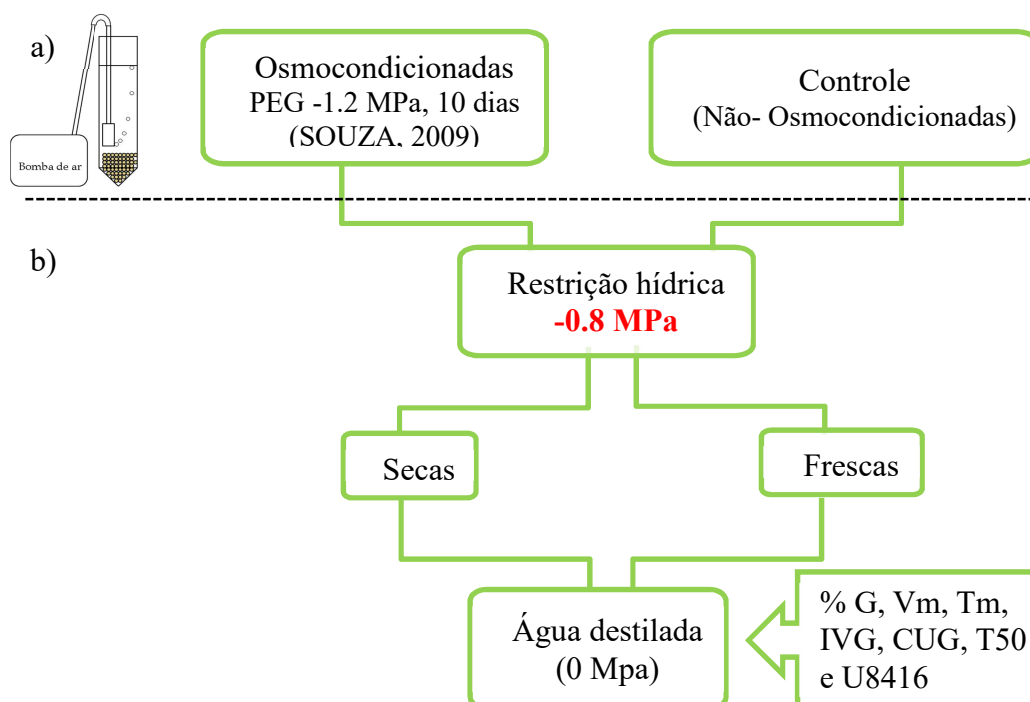 a)
Bomba de ar
Osmocondicionadas
PEG -1.2 MPa, 10 dias
(SOUZA, 2009)
Controle
(Não- Osmocondicionadas)
b)
Restrição hídrica
-0.8 MPa
Secas
Frescas
Água destilada
(0 Mpa)
% G, Vm, Tm,
IVG, CUG, T50
e U8416